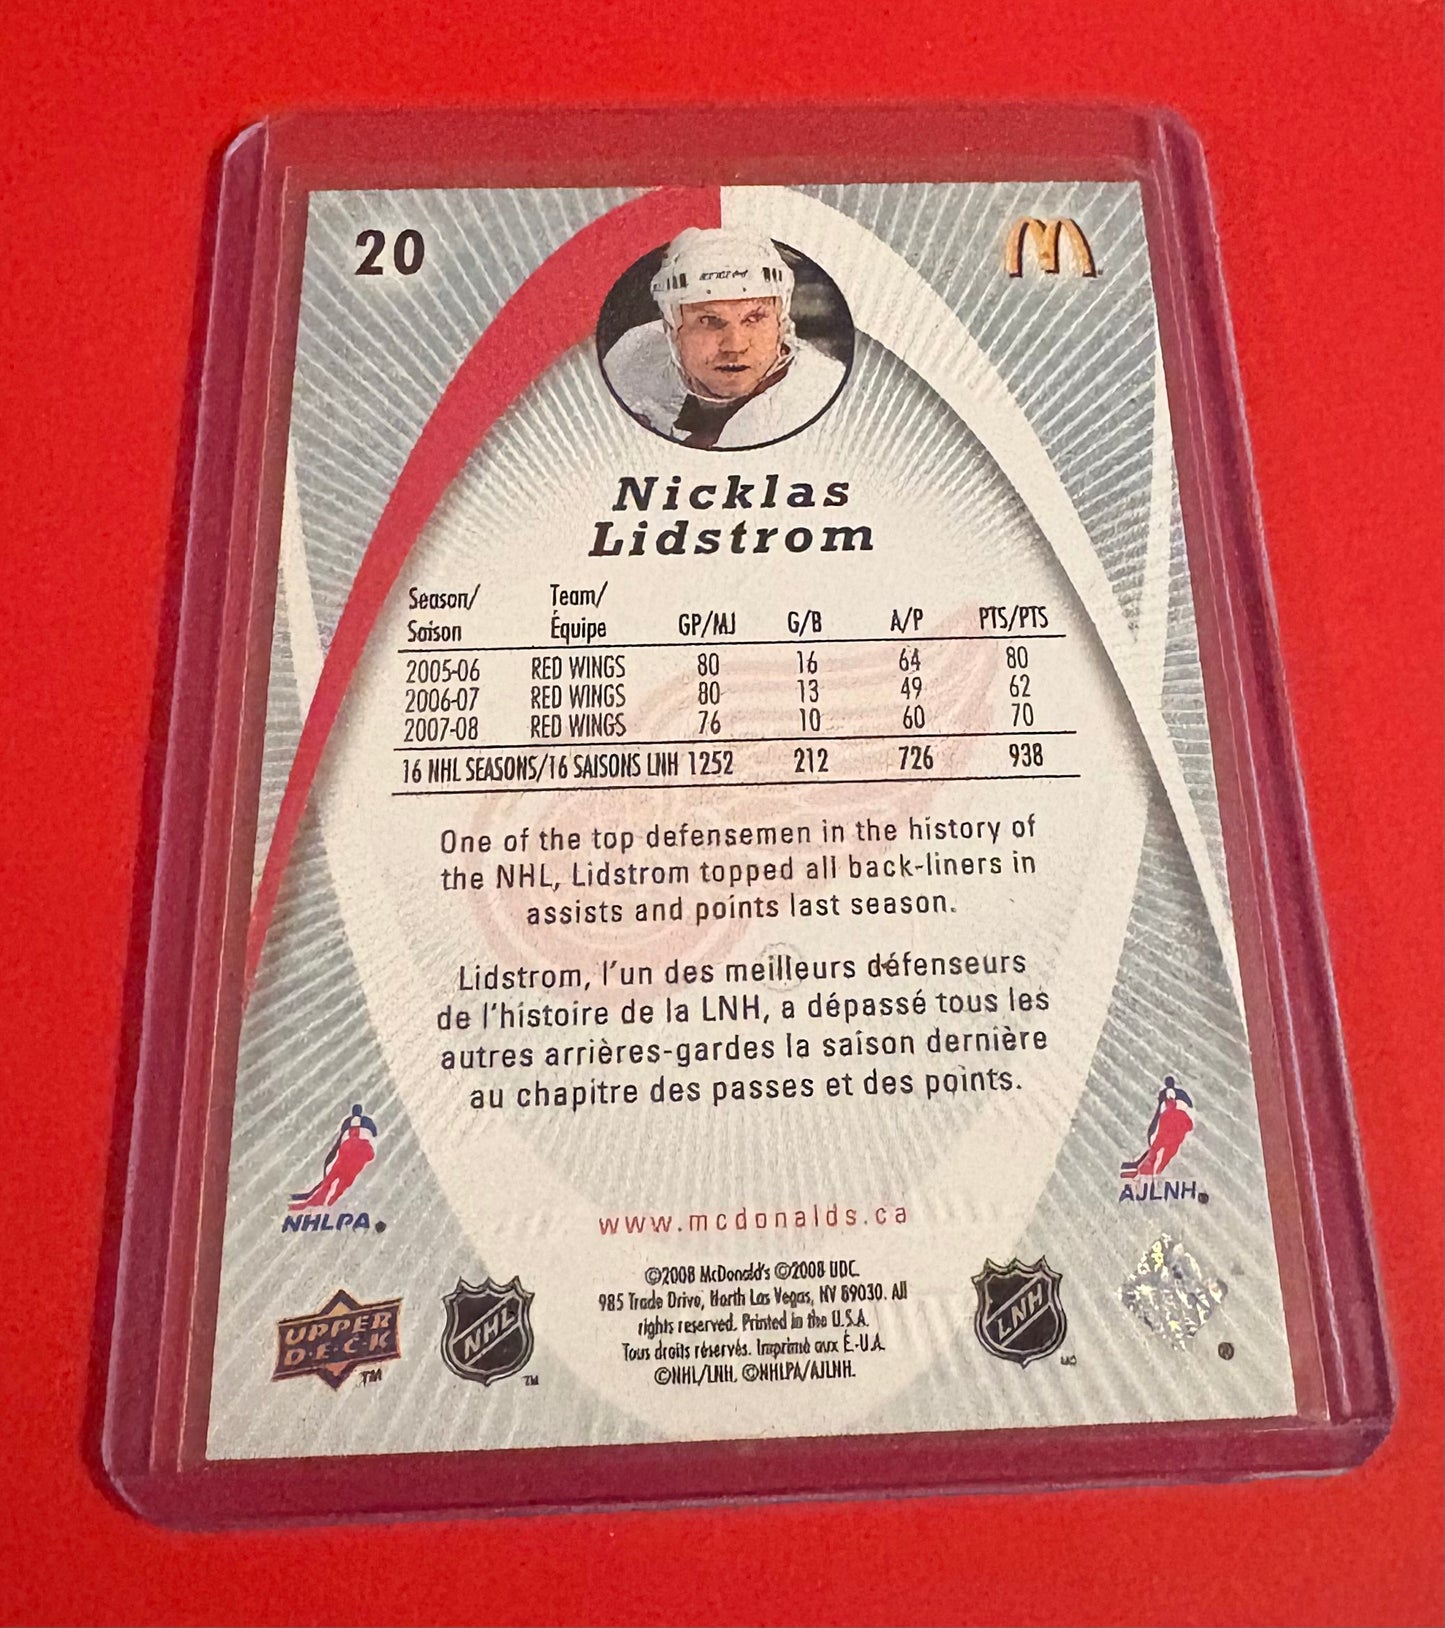 20
Nicklas
Lidstrom
Season/ Team/
Saison Équipe GP/MJ G/B A/P PTS/PTS
2005-06 RED WINGS 80 16 64 80
2006-07 RED WINGS 80 13 49 62
2007-08 RED WINGS 76 10 60 70
16 NHL SEASONS/16 SAISONS LNH 1252 212 726 938
One of the top defensemen in the history of
the NHL, Lidstrom topped all back-liners in
assists and points last season.
Lidstrom, l'un des meilleurs défenseurs
de l'histoire de la LNH, a dépassé tous les
autres arrières-gardes la saison dernière
au chapitre des passes et des points.
NHLPA
AJLNH
www.mcdonalds.ca
©2008 McDonald's ©2008 UDC.
985 Trade Drive, North Las Vegas, NV 89030. All
rights reserved. Printed in the U.S.A.
Tous droits réservés. Imprimé aux É.-U.A.
©NHL/LNH. ©NHLPA/AJLNH.
UPPER
D·E·C·K
TM
NHL
TM
LNH
MC